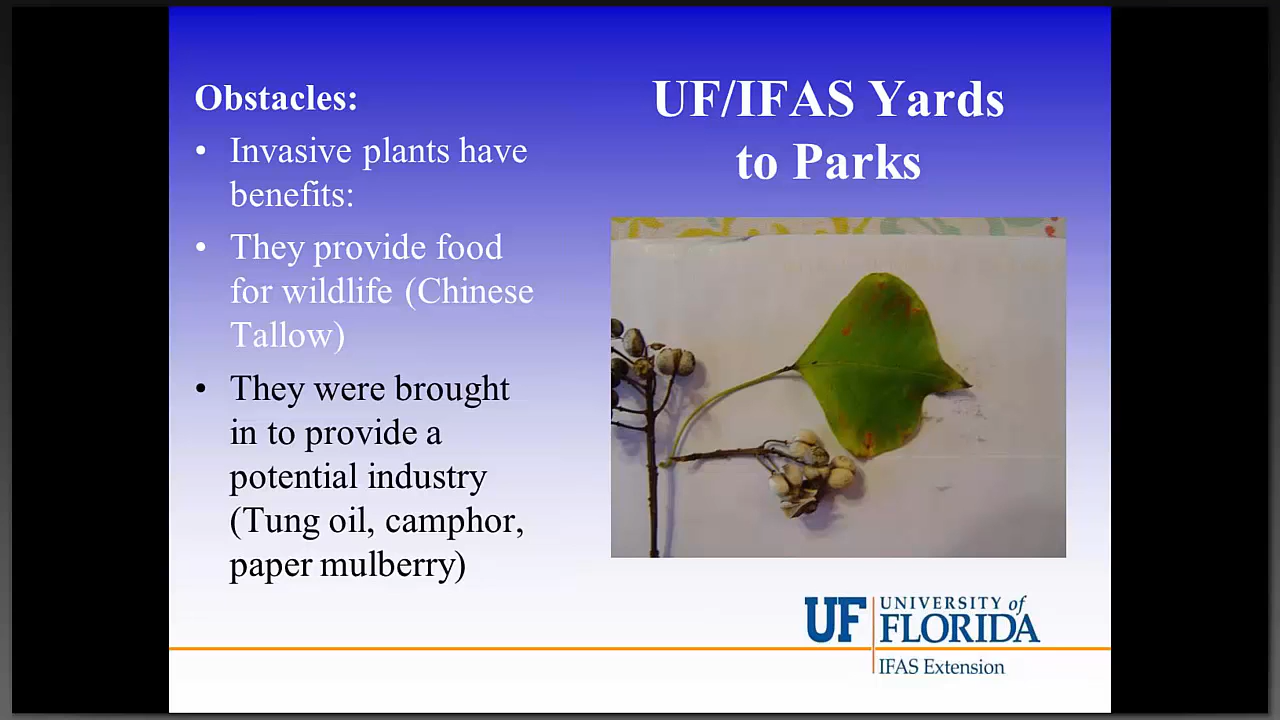 Obstacles:
• Invasive plants have
benefits:
• They provide food
for wildlife (Chinese
Tallow)
• They were brought
in to provide a
potential industry
(Tung oil, camphor,
paper mulberry)
UF/IFAS Yards
to Parks
UF UNIVERSITY of
FLORIDA
IFAS Extension